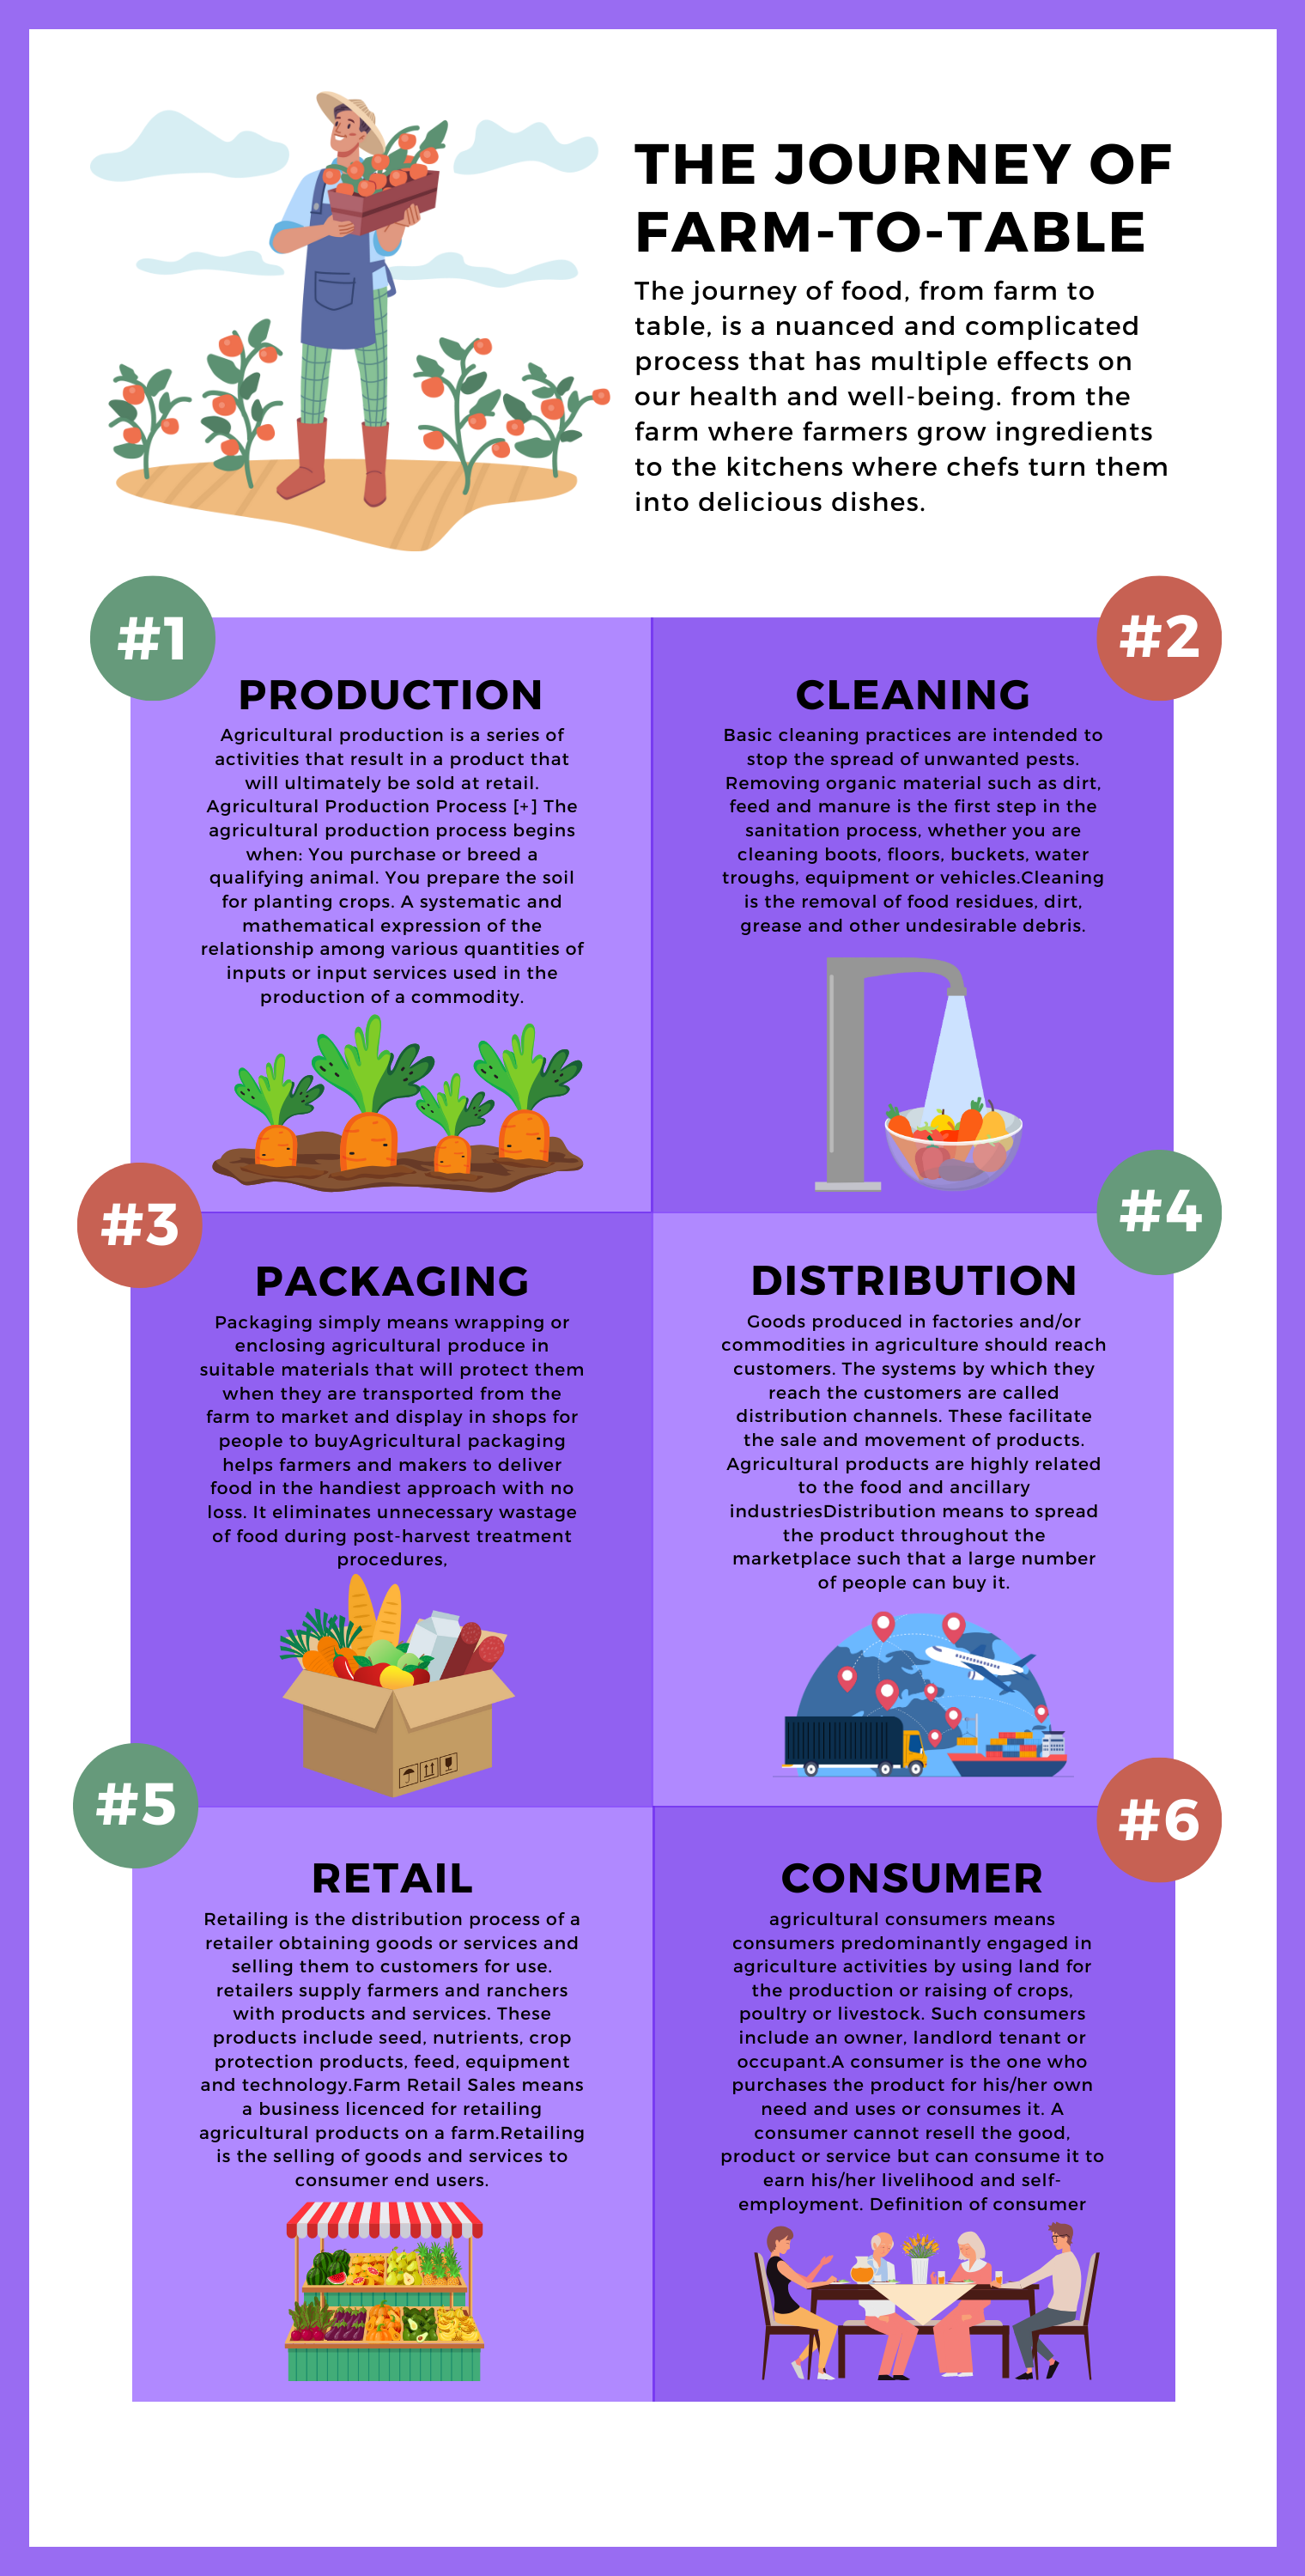 THE JOURNEY OF
FARM-TO-TABLE
The journey of food, from farm to
table, is a nuanced and complicated
process that has multiple effects on
our health and well-being. from the
farm where farmers grow ingredients
to the kitchens where chefs turn them
into delicious dishes.
#1
PRODUCTION
Agricultural production is a series of
activities that result in a product that
will ultimately be sold at retail.
Agricultural Production Process [+] The
agricultural production process begins
when: You purchase or breed a
qualifying animal. You prepare the soil
for planting crops. A systematic and
mathematical expression of the
relationship among various quantities of
inputs or input services used in the
production of a commodity.
#2
CLEANING
Basic cleaning practices are intended to
stop the spread of unwanted pests.
Removing organic material such as dirt,
feed and manure is the first step in the
sanitation process, whether you are
cleaning boots, floors, buckets, water
troughs, equipment or vehicles.Cleaning
is the removal of food residues, dirt,
grease and other undesirable debris.
#3
PACKAGING
Packaging simply means wrapping or
enclosing agricultural produce in
suitable materials that will protect them
when they are transported from the
farm to market and display in shops for
people to buyAgricultural packaging
helps farmers and makers to deliver
food in the handiest approach with no
loss. It eliminates unnecessary wastage
of food during post-harvest treatment
procedures,
#4
DISTRIBUTION
Goods produced in factories and/or
commodities in agriculture should reach
customers. The systems by which they
reach the customers are called
distribution channels. These facilitate
the sale and movement of products.
Agricultural products are highly related
to the food and ancillary
industriesDistribution means to spread
the product throughout the
marketplace such that a large number
of people can buy it.
#5
RETAIL
Retailing is the distribution process of a
retailer obtaining goods or services and
selling them to customers for use.
retailers supply farmers and ranchers
with products and services. These
products include seed, nutrients, crop
protection products, feed, equipment
and technology.Farm Retail Sales means
a business licenced for retailing
agricultural products on a farm.Retailing
is the selling of goods and services to
consumer end users.
#6
CONSUMER
agricultural consumers means
consumers predominantly engaged in
agriculture activities by using land for
the production or raising of crops,
poultry or livestock. Such consumers
include an owner, landlord tenant or
occupant.A consumer is the one who
purchases the product for his/her own
need and uses or consumes it. A
consumer cannot resell the good,
product or service but can consume it to
earn his/her livelihood and self-
employment. Definition of consumer